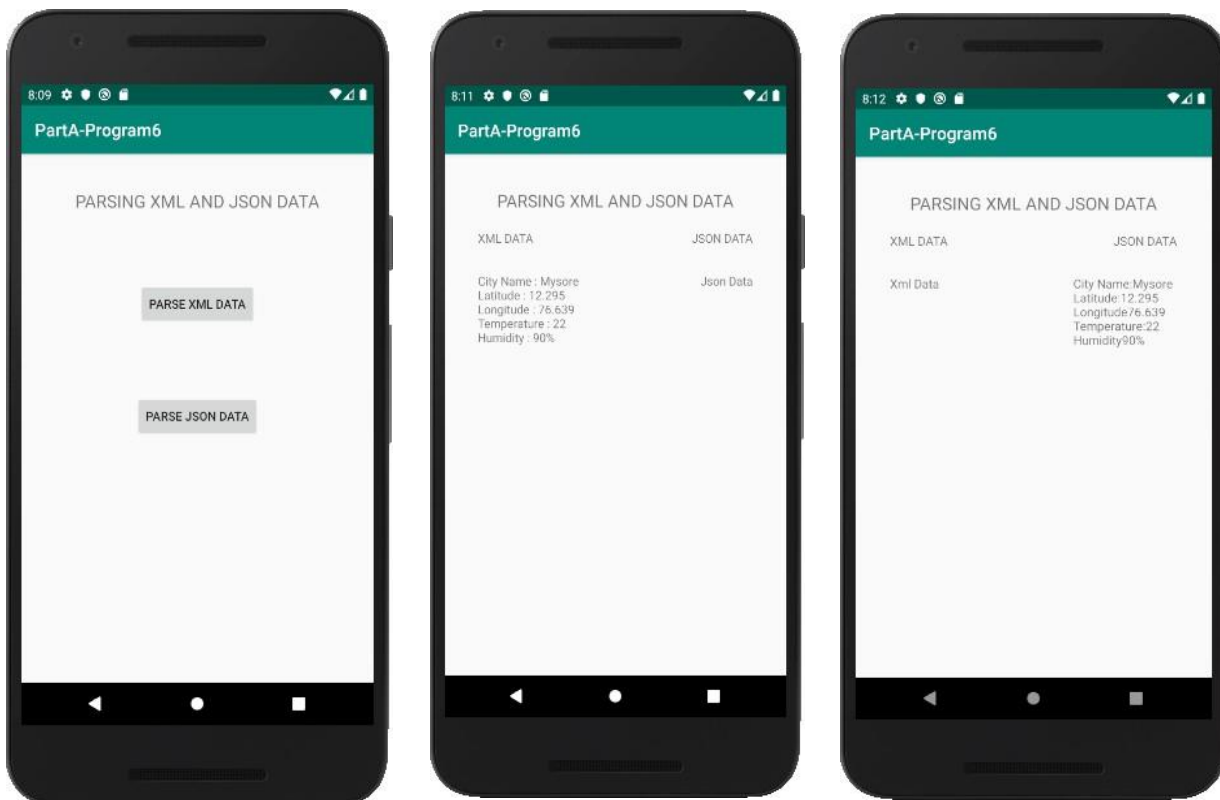 8:09
PartA-Program6
PARSING XML AND JSON DATA
PARSE XML DATA
PARSE JSON DATA
8:11
PartA-Program6
PARSING XML AND JSON DATA
XML DATA JSON DATA
City Name : Mysore Json Data
Latitude : 12.295
Longitude : 76.639
Temperature : 22
Humidity : 90%
8:12
PartA-Program6
PARSING XML AND JSON DATA
XML DATA JSON DATA
Xml Data City Name:Mysore
Latitude:12.295
Longitude76.639
Temperature:22
Humidity90%